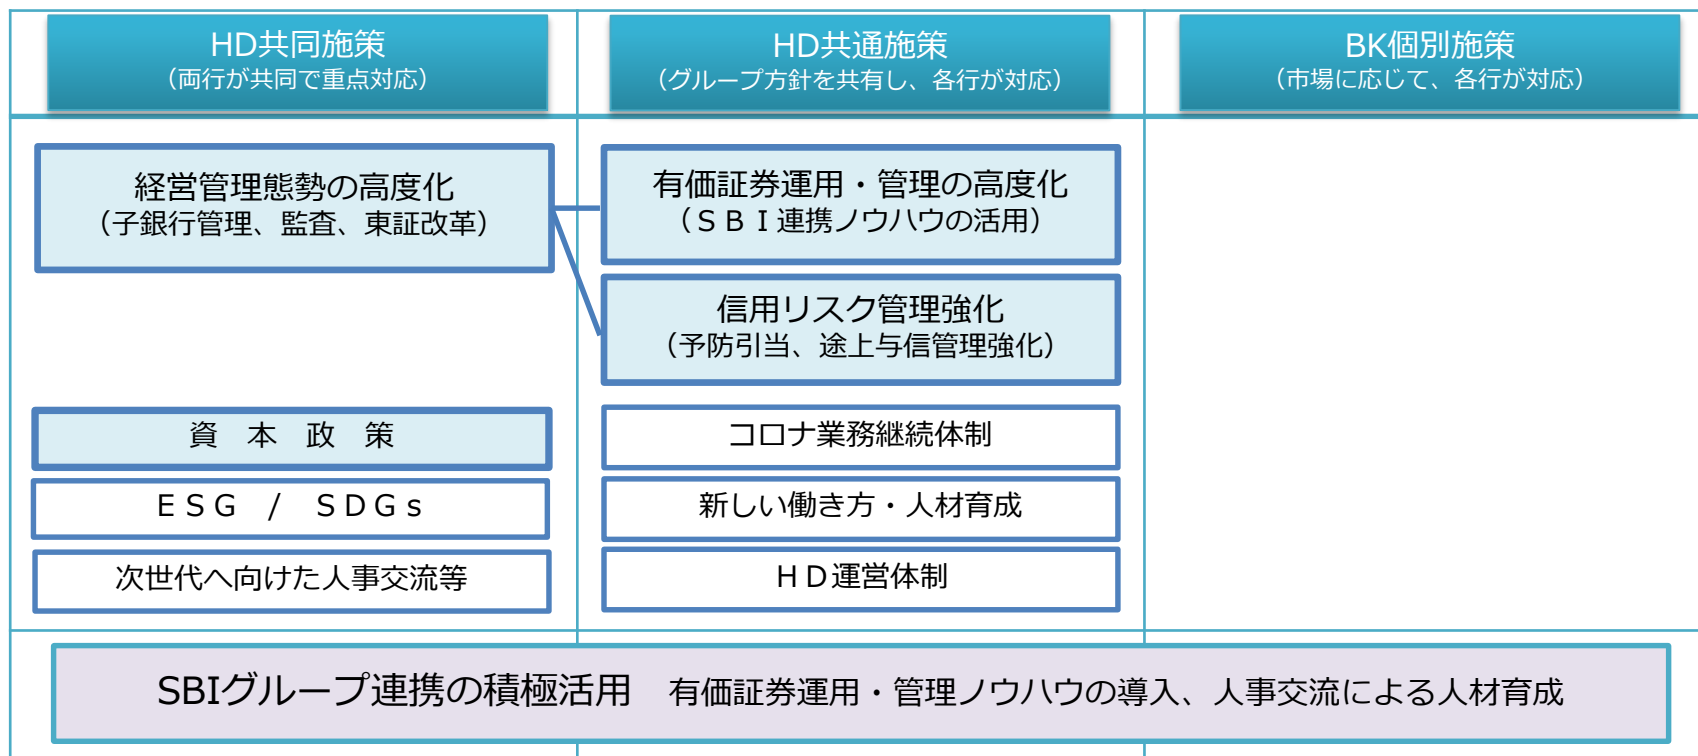 HD共同施策
（両行が共同で重点対応）
HD共通施策
（グループ方針を共有し、各行が対応）
BK個別施策
（市場に応じて、各行が対応）
経営管理態勢の高度化
（子銀行管理、監査、東証改革）
有価証券運用・管理の高度化
（ＳＢＩ連携ノウハウの活用）
信用リスク管理強化
（予防引当、途上与信管理強化）
資　本　政　策
コロナ業務継続体制
ＥＳＧ　/　ＳＤＧｓ
新しい働き方・人材育成
次世代へ向けた人事交流等
ＨＤ運営体制
SBIグループ連携の積極活用　有価証券運用・管理ノウハウの導入、人事交流による人材育成